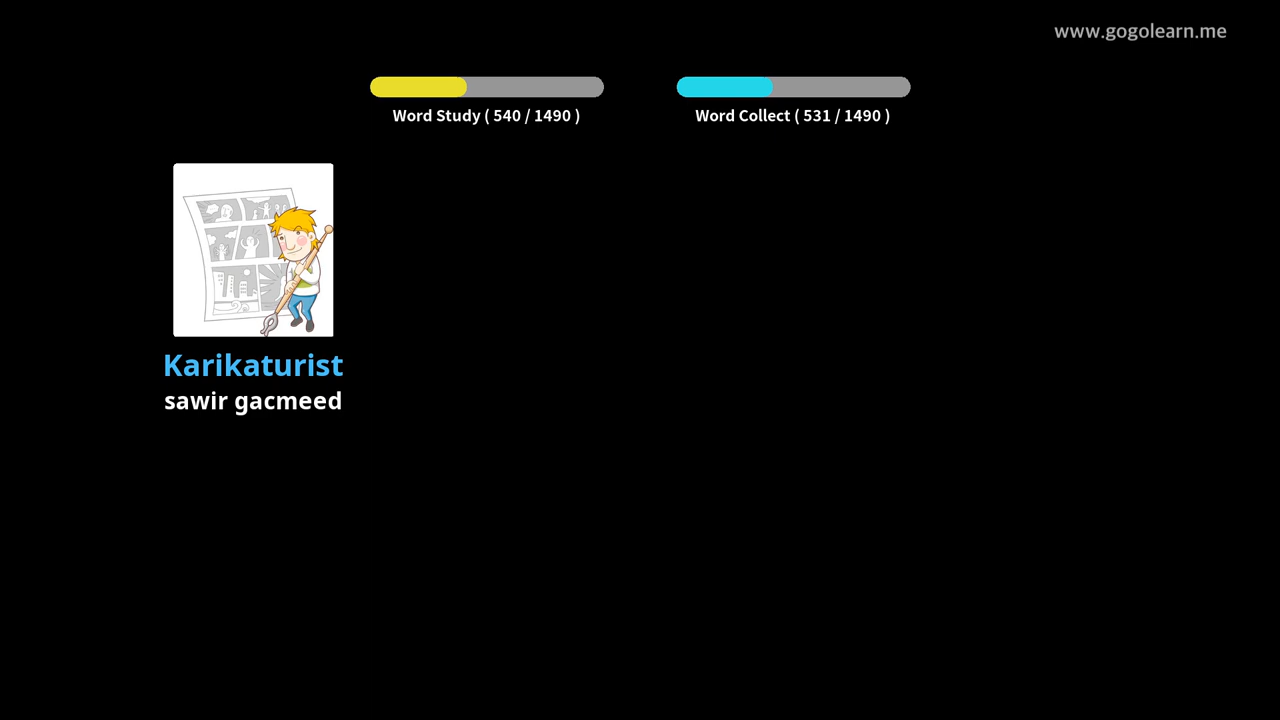 www.gogolearn.me
Word Study ( 540 / 1490 )
Word Collect ( 531 / 1490 )
Karikaturist
sawir gacmeed